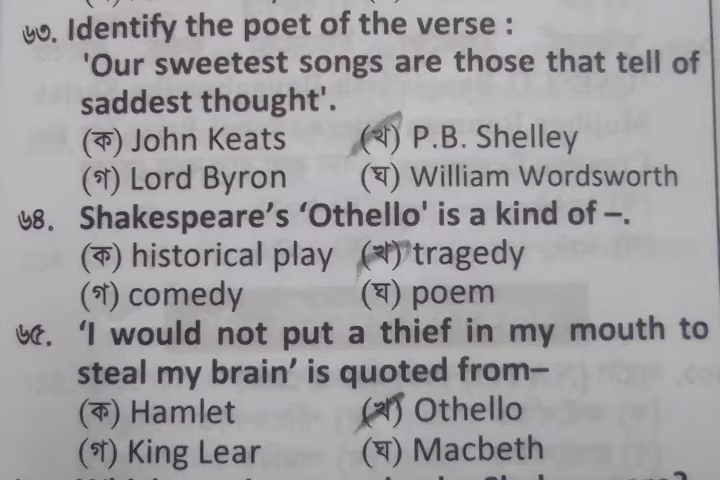 ৬৩. Identify the poet of the verse :
'Our sweetest songs are those that tell of
saddest thought'.
(ক) John Keats (খ) P.B. Shelley
(গ) Lord Byron (ঘ) William Wordsworth
৬৪. Shakespeare's 'Othello' is a kind of –.
(ক) historical play (খ) tragedy
(গ) comedy (ঘ) poem
৬৫. 'I would not put a thief in my mouth to
steal my brain' is quoted from–
(ক) Hamlet (খ) Othello
(গ) King Lear (ঘ) Macbeth